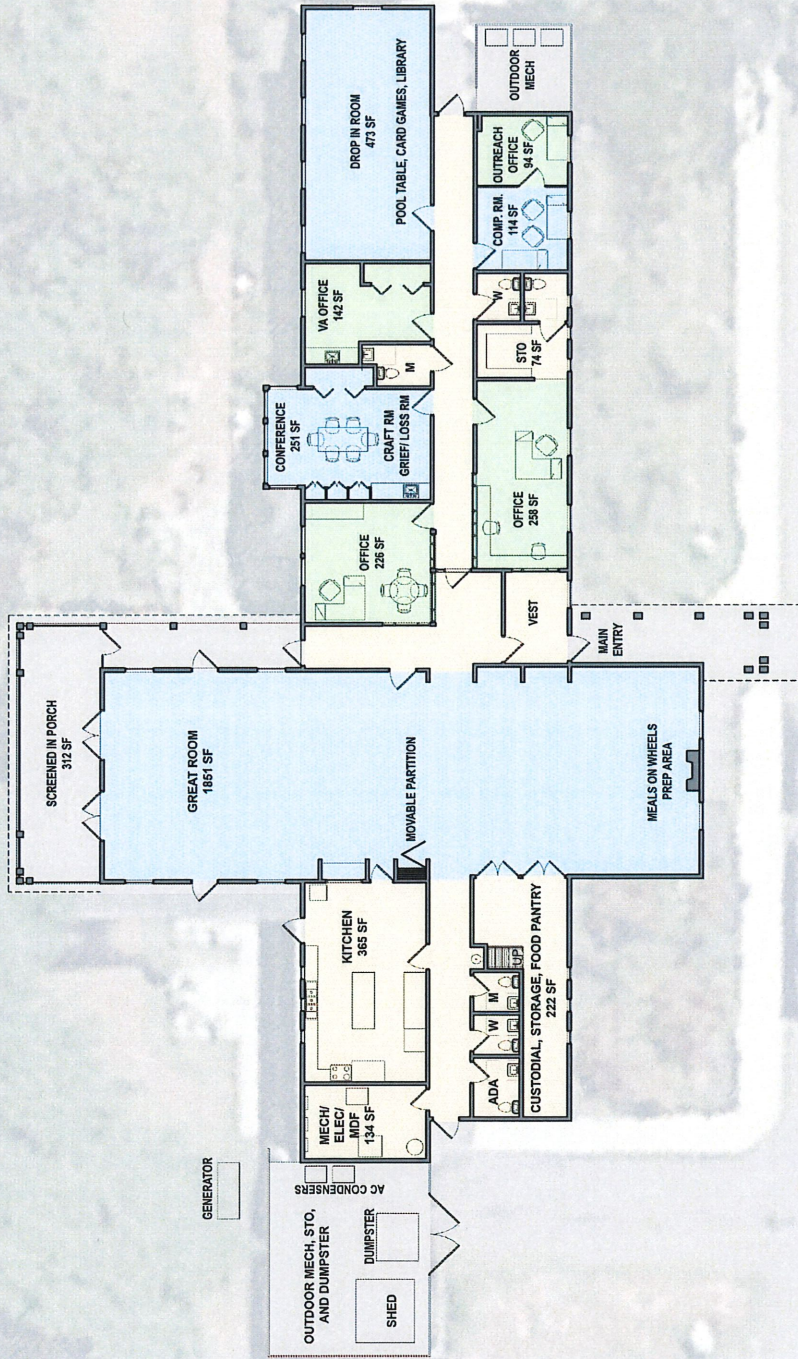 DROP IN ROOM
473 SF
POOL TABLE, CARD GAMES, LIBRARY
OUTDOOR
MECH
OUTREACH
OFFICE
94 SF
COMP. RM.
114 SF
VA OFFICE
142 SF
W
M
STO
74 SF
CONFERENCE
251 SF
CRAFT RM
GRIEF/ LOSS RM
OFFICE
258 SF
OFFICE
226 SF
VEST
MAIN
ENTRY
SCREENED IN PORCH
312 SF
GREAT ROOM
1851 SF
MOVABLE PARTITION
MEALS ON WHEELS
PREP AREA
KITCHEN
365 SF
UP
M
W
ADA
CUSTODIAL, STORAGE, FOOD PANTRY
222 SF
MECH/
ELEC/
MDF
134 SF
GENERATOR
AC CONDENSERS
OUTDOOR MECH, STO,
AND DUMPSTER
DUMPSTER
SHED